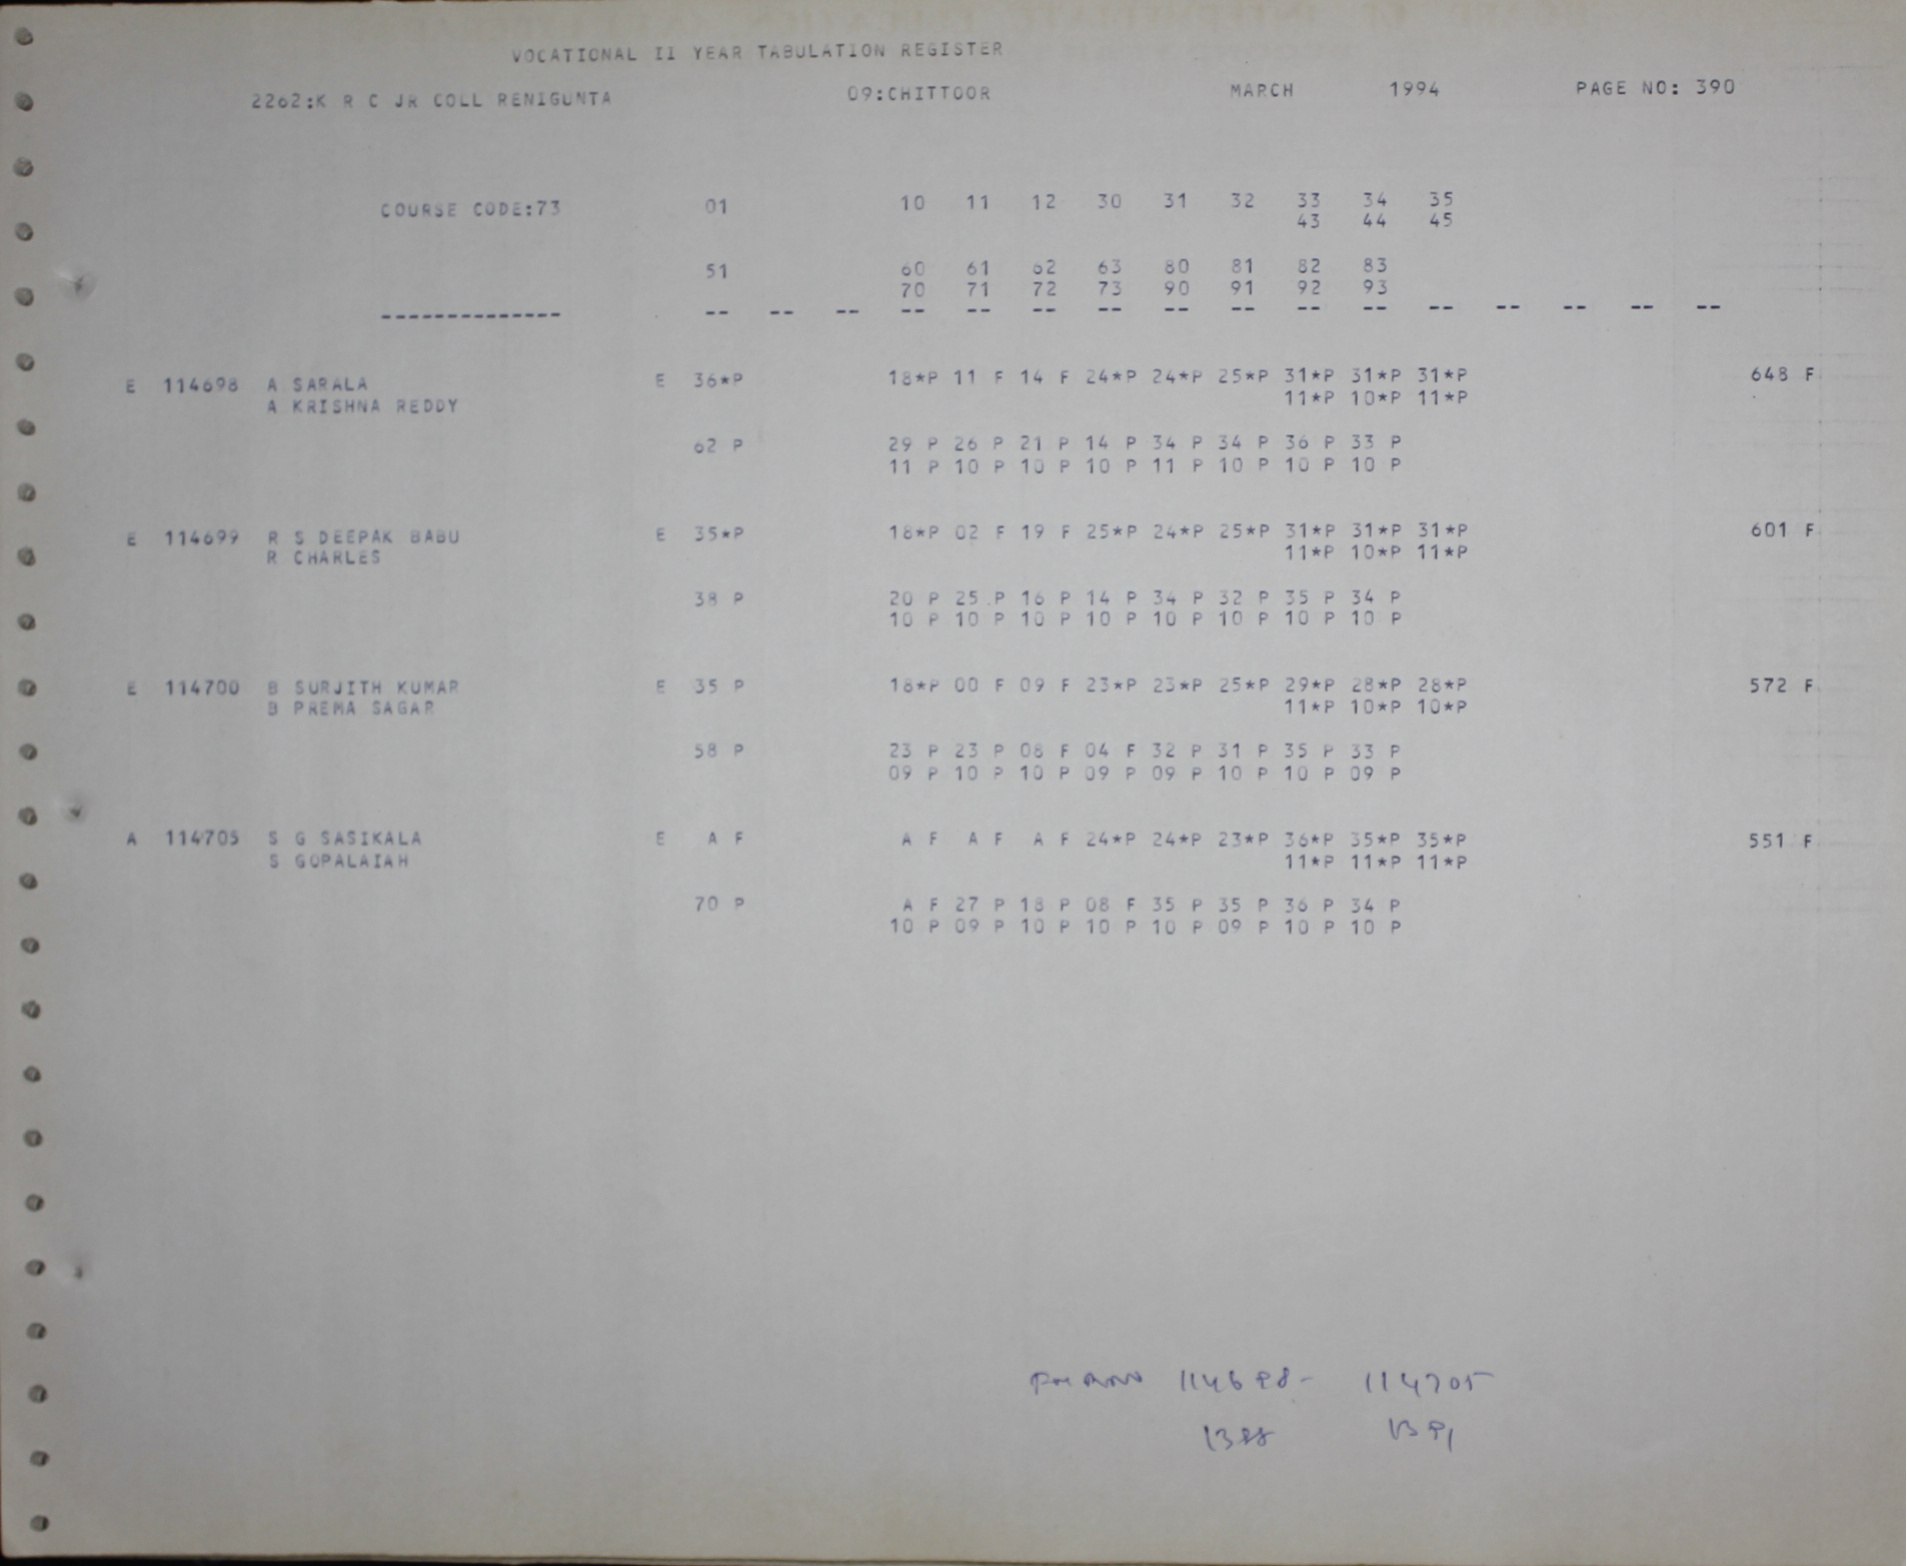 VOCATIONAL II YEAR TABULATION REGISTER
2262:K R C JR COLL RENIGUNTA 09:CHITTOOR MARCH 1994 PAGE NO: 390
COURSE CODE:73 01 10 11 12 30 31 32 33 34 35
43 44 45
51 60 61 62 63 80 81 82 83
70 71 72 73 90 91 92 93
-------------- -- -- -- -- -- -- -- -- -- -- -- -- -- -- -- --
E 114698 A SARALA E 36*P 18*P 11 F 14 F 24*P 24*P 25*P 31*P 31*P 31*P 648 F
A KRISHNA REDDY 11*P 10*P 11*P
62 P 29 P 26 P 21 P 14 P 34 P 34 P 36 P 33 P
11 P 10 P 10 P 10 P 11 P 10 P 10 P 10 P
E 114699 R S DEEPAK BABU E 35*P 18*P 02 F 19 F 25*P 24*P 25*P 31*P 31*P 31*P 601 F
R CHARLES 11*P 10*P 11*P
38 P 20 P 25 P 16 P 14 P 34 P 32 P 35 P 34 P
10 P 10 P 10 P 10 P 10 P 10 P 10 P 10 P
E 114700 B SURJITH KUMAR E 35 P 18*P 00 F 09 F 23*P 23*P 25*P 29*P 28*P 28*P 572 F
B PREMA SAGAR 11*P 10*P 10*P
58 P 23 P 23 P 08 F 04 F 32 P 31 P 35 P 33 P
09 P 10 P 10 P 09 P 09 P 10 P 10 P 09 P
A 114705 S G SASIKALA E A F A F A F A F 24*P 24*P 23*P 36*P 35*P 35*P 551 F
S GOPALAIAH 11*P 11*P 11*P
70 P A F 27 P 18 P 08 F 35 P 35 P 36 P 34 P
10 P 09 P 10 P 10 P 10 P 09 P 10 P 10 P
114698- 114705